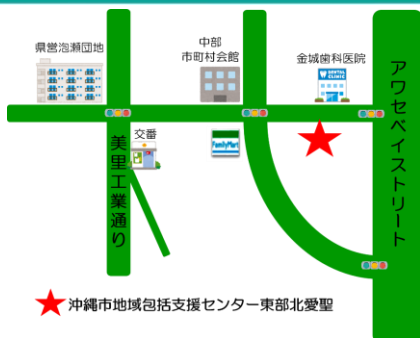 県営泡瀬団地
中部
市町村会館
金城歯科医院
DENTAL
CLINIC
交番
FamilyMart
美里工業通り
アワセベイストリート
沖縄市地域包括支援センター東部北愛聖